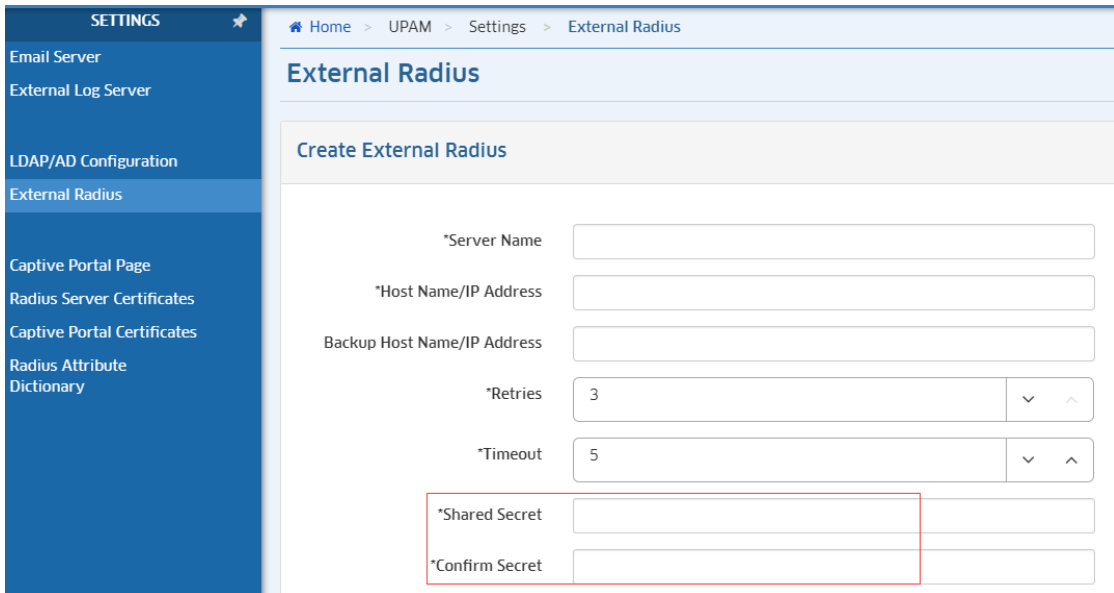 SETTINGS
Email Server
External Log Server
LDAP/AD Configuration
External Radius
Captive Portal Page
Radius Server Certificates
Captive Portal Certificates
Radius Attribute
Dictionary
Home > UPAM > Settings > External Radius
External Radius
Create External Radius
*Server Name
*Host Name/IP Address
Backup Host Name/IP Address
*Retries 3
*Timeout 5
*Shared Secret
*Confirm Secret